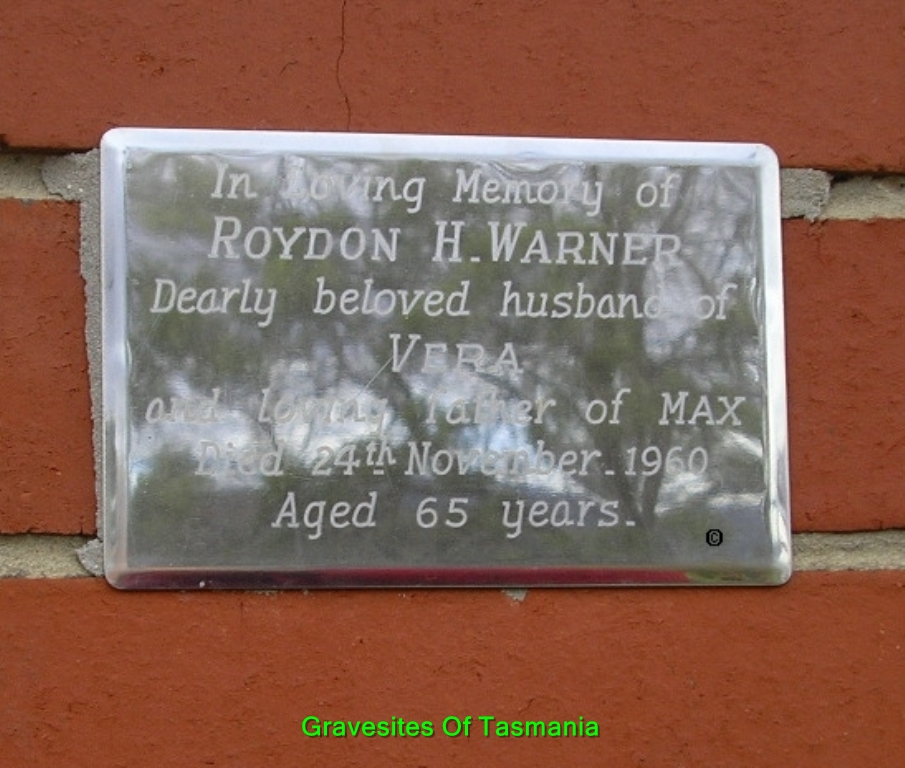 In Loving Memory of
ROYDON H. WARNER
Dearly beloved husband of
VERA
and loving father of MAX
Died 24th November. 1960
Aged 65 years.
©
Gravesites Of Tasmania